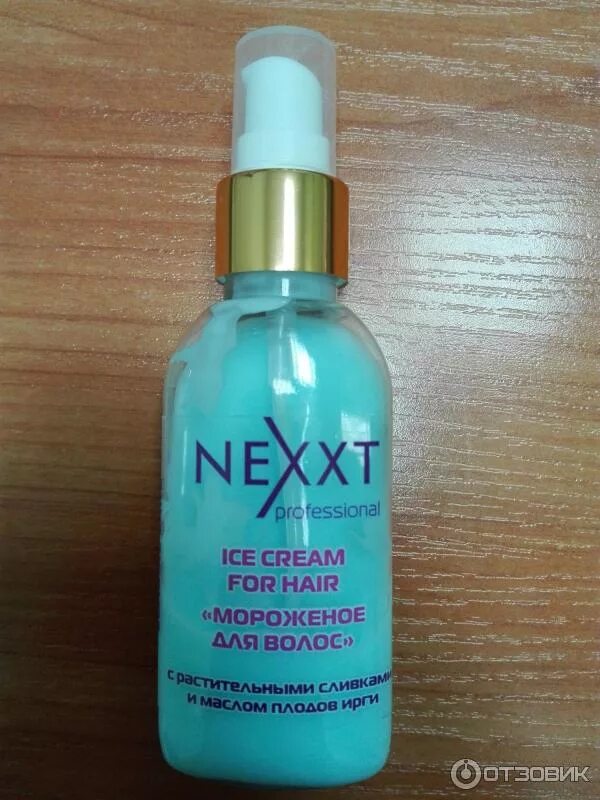 NEXXT
professional
ICE CREAM
FOR HAIR
«МОРОЖЕНОЕ
ДЛЯ ВОЛОС»
с растительными сливками
и маслом плодов ирги
ОТЗОВИК